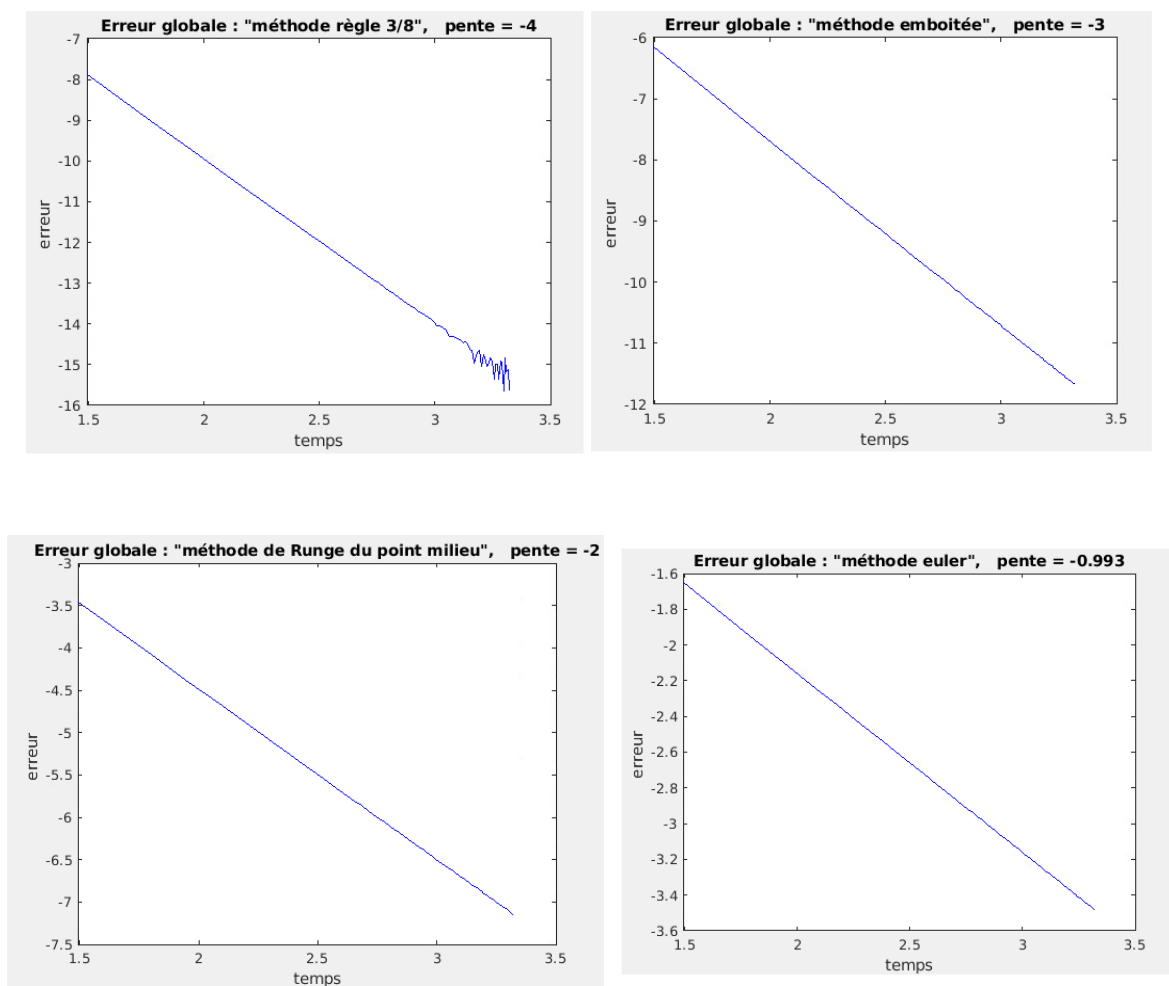 Erreur globale : "méthode règle 3/8", pente = -4
-7
-8
-9
-10
-11
-12
-13
-14
-15
-16
erreur
1.5 2 2.5 3 3.5
temps
Erreur globale : "méthode emboitée", pente = -3
-6
-7
-8
-9
-10
-11
-12
erreur
1.5 2 2.5 3 3.5
temps
Erreur globale : "méthode de Runge du point milieu", pente = -2
-3
-3.5
-4
-4.5
-5
-5.5
-6
-6.5
-7
-7.5
erreur
1.5 2 2.5 3 3.5
temps
Erreur globale : "méthode euler", pente = -0.993
-1.6
-1.8
-2
-2.2
-2.4
-2.6
-2.8
-3
-3.2
-3.4
-3.6
erreur
1.5 2 2.5 3 3.5
temps